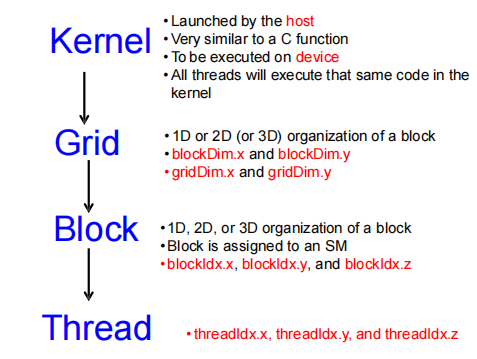 Kernel
• Launched by the host
• Very similar to a C function
• To be executed on device
• All threads will execute that same code in the
kernel
Grid
• 1D or 2D (or 3D) organization of a block
• blockDim.x and blockDim.y
• gridDim.x and gridDim.y
Block
• 1D, 2D, or 3D organization of a block
• Block is assigned to an SM
• blockIdx.x, blockIdx.y, and blockIdx.z
Thread
• threadIdx.x, threadIdx.y, and threadIdx.z